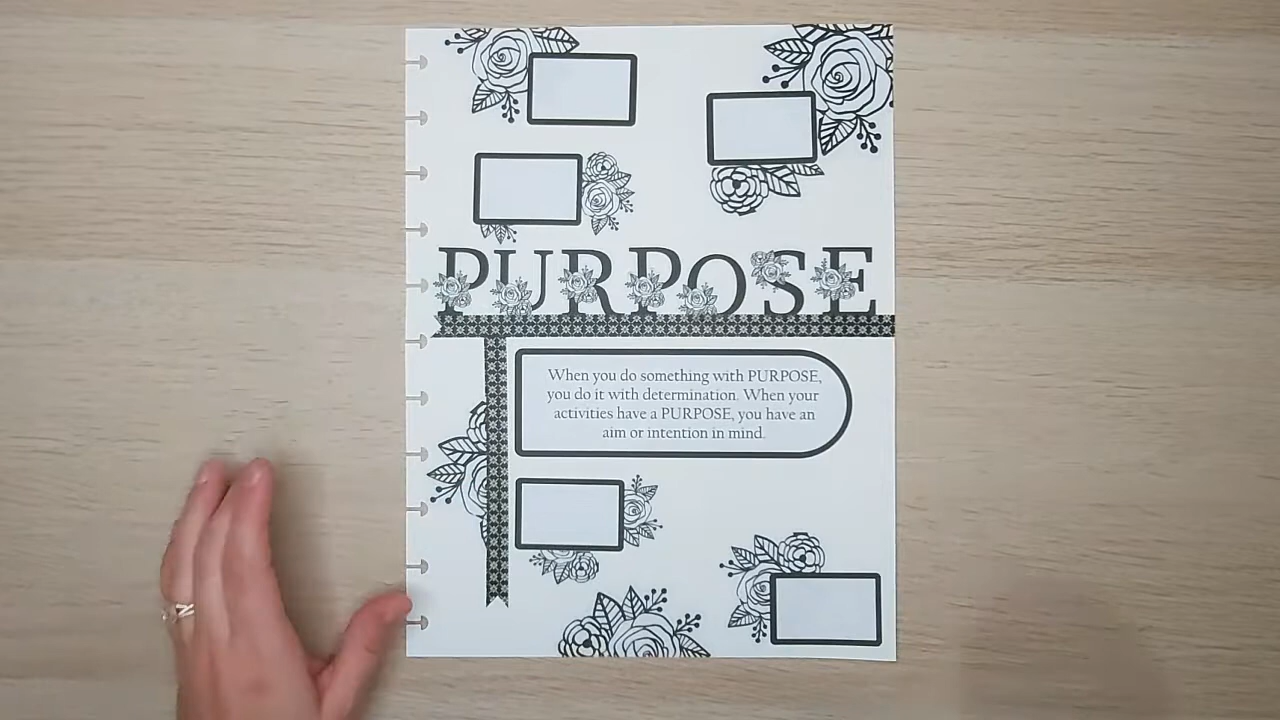 PURPOSE
When you do something with PURPOSE,
you do it with determination. When your
activities have a PURPOSE, you have an
aim or intention in mind.